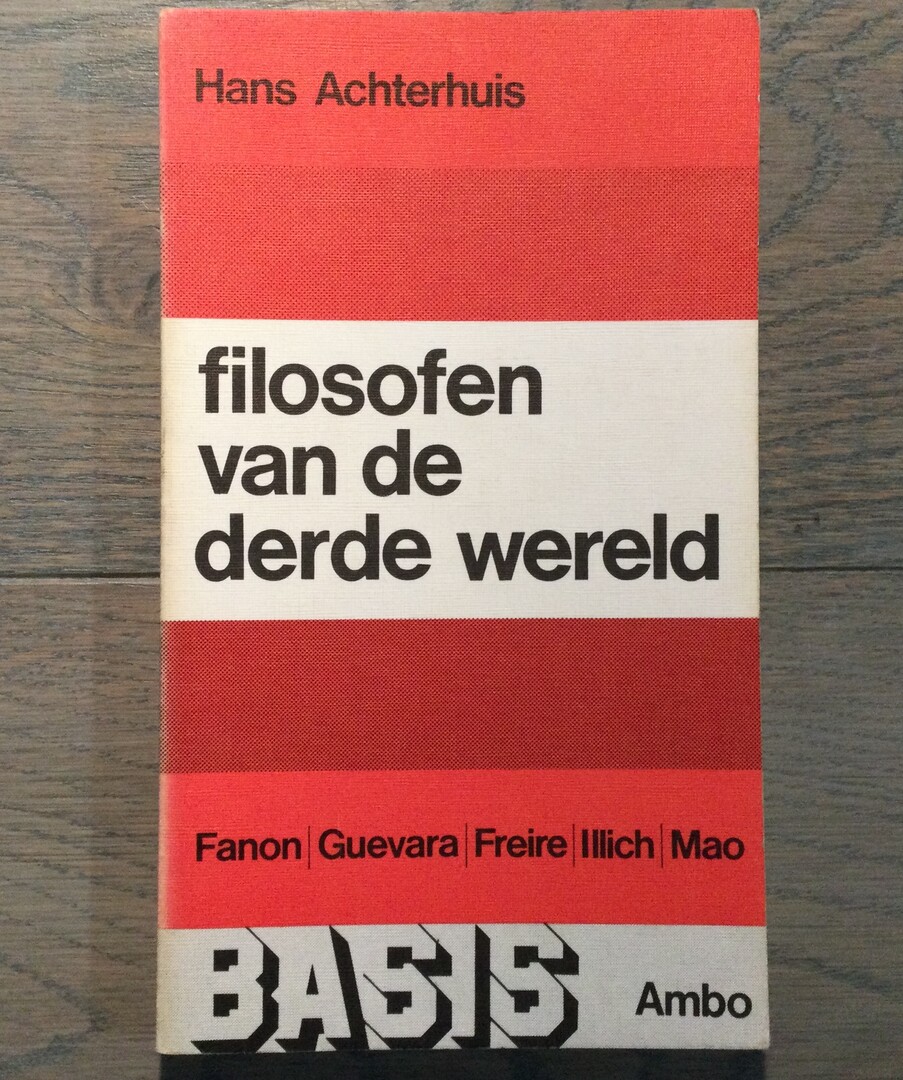 Hans Achterhuis
filosofen
van de
derde wereld
Fanon | Guevara | Freire | Illich | Mao
BASIS
Ambo